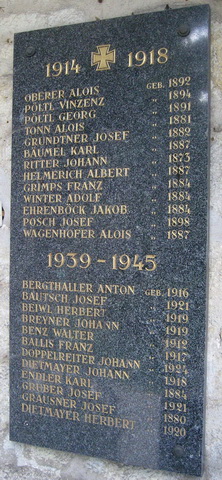 1914 1918
OBERER ALOIS GEB. 1892
PÖLTL VINZENZ " 1894
PÖLTL GEORG " 1891
TONN ALOIS " 1881
GRUNDTNER JOSEF " 1882
BÄUMEL KARL " 1887
RITTER JOHANN " 1873
HELMERICH ALBERT " 1887
GRIMPS FRANZ " 1884
WINTER ADOLF " 1884
EHRENBÖCK JAKOB " 1884
POSCH JOSEF " 1898
WAGENHOFER ALOIS " 1887
1939-1945
BERGTHALLER ANTON GEB. 1916
BAUTSCH JOSEF " 1921
BEIWL HERBERT " 1919
BREYNER JOHANN " 1919
BENZ WALTER " 1912
BALLIS FRANZ " 1917
DOPPELREITER JOHANN " 1924
DIETMAYER JOHANN " 1918
ENDLER KARL " 1884
GRUBER JOSEF " 1921
GRAUSNER JOSEF " 1880
DIETMAYER HERBERT " 1920